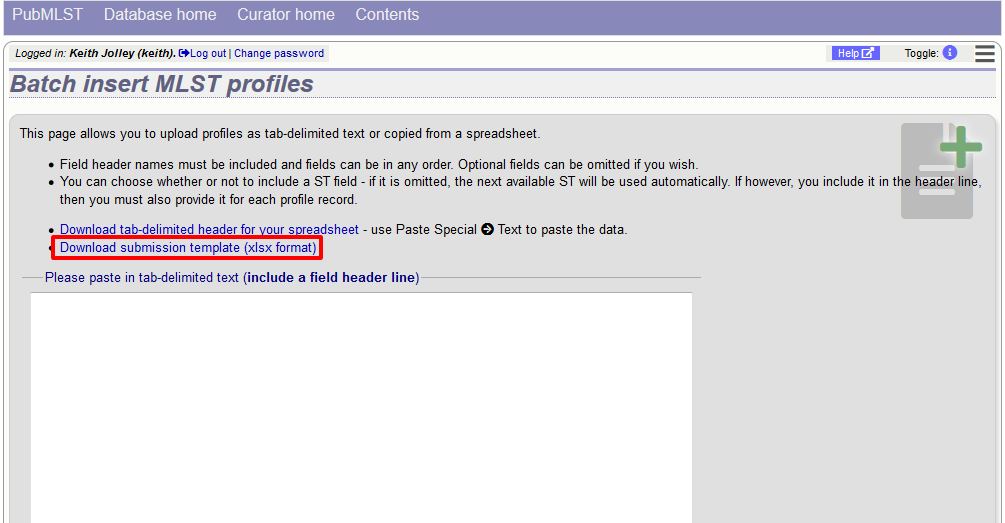 PubMLST Database home Curator home Contents
Logged in: Keith Jolley (keith). Log out | Change password Help Toggle: i
Batch insert MLST profiles
This page allows you to upload profiles as tab-delimited text or copied from a spreadsheet.
• Field header names must be included and fields can be in any order. Optional fields can be omitted if you wish.
• You can choose whether or not to include a ST field - if it is omitted, the next available ST will be used automatically. If however, you include it in the header line,
then you must also provide it for each profile record.
• Download tab-delimited header for your spreadsheet - use Paste Special → Text to paste the data.
• Download submission template (xlsx format)
Please paste in tab-delimited text (include a field header line)